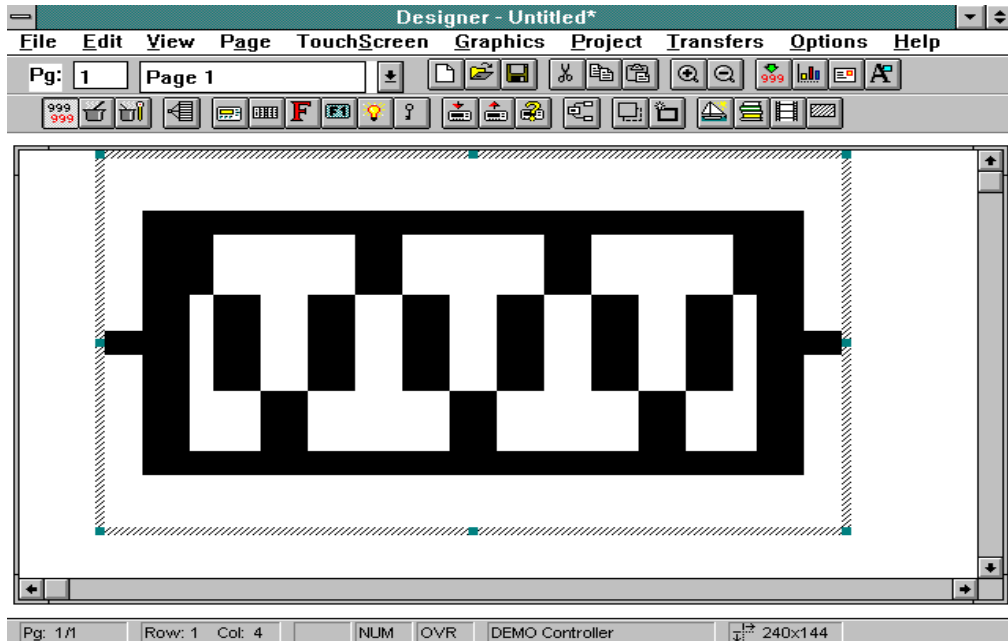 Designer - Untitled*
File Edit View Page TouchScreen Graphics Project Transfers Options Help
Pg: 1 Page 1 999 A
999 999 F F1 ?
Pg: 1/1 Row: 1 Col: 4 NUM OVR DEMO Controller 240x144